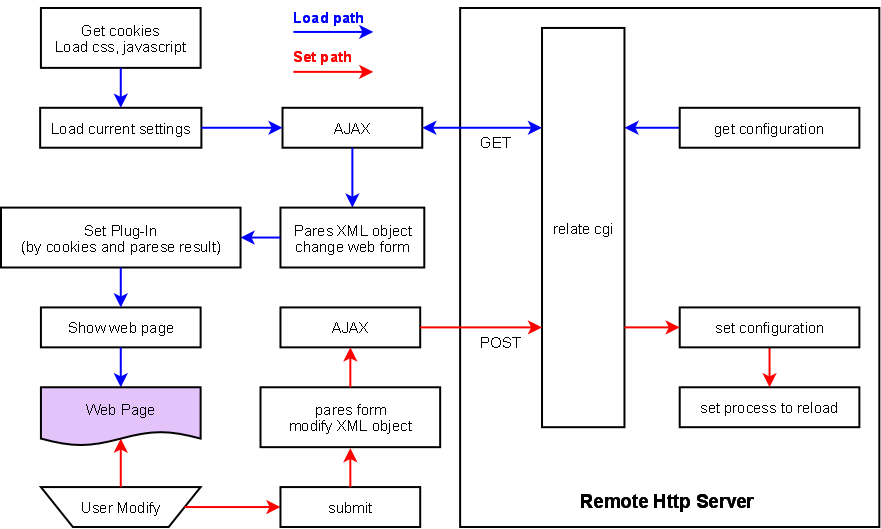 Get cookies
Load css, javascript
Load path
Set path
Load current settings
AJAX
GET
get configuration
relate cgi
Set Plug-In
(by cookies and parese result)
Pares XML object
change web form
Show web page
AJAX
POST
set configuration
Web Page
pares form
modify XML object
set process to reload
User Modify
submit
Remote Http Server